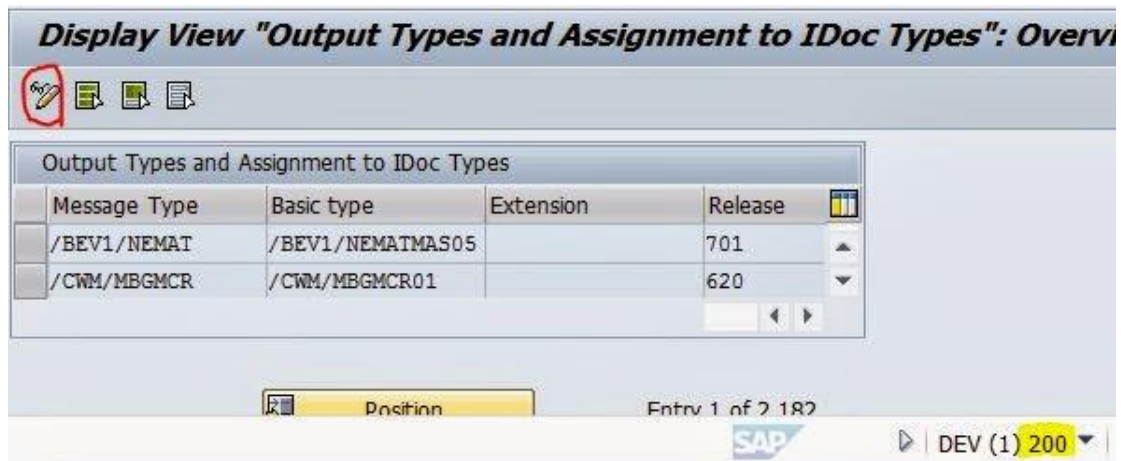 Display View "Output Types and Assignment to IDoc Types": Overvi
Output Types and Assignment to IDoc Types
Message Type Basic type Extension Release
/BEV1/NEMAT /BEV1/NEMATMAS05 701
/CWM/MBGMCR /CWM/MBGMCR01 620
Position Entry 1 of 2.182
SAP DEV (1) 200